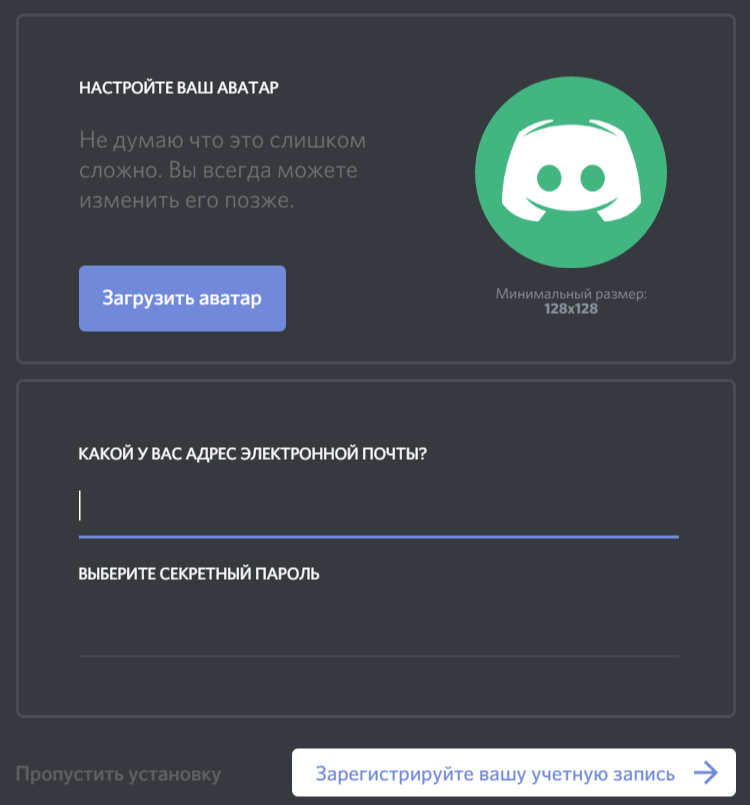 НАСТРОЙТЕ ВАШ АВАТАР
Не думаю что это слишком
сложно. Вы всегда можете
изменить его позже.
Загрузить аватар
Минимальный размер:
128x128
КАКОЙ У ВАС АДРЕС ЭЛЕКТРОННОЙ ПОЧТЫ?
ВЫБЕРИТЕ СЕКРЕТНЫЙ ПАРОЛЬ
Пропустить установку
Зарегистрируйте вашу учетную запись